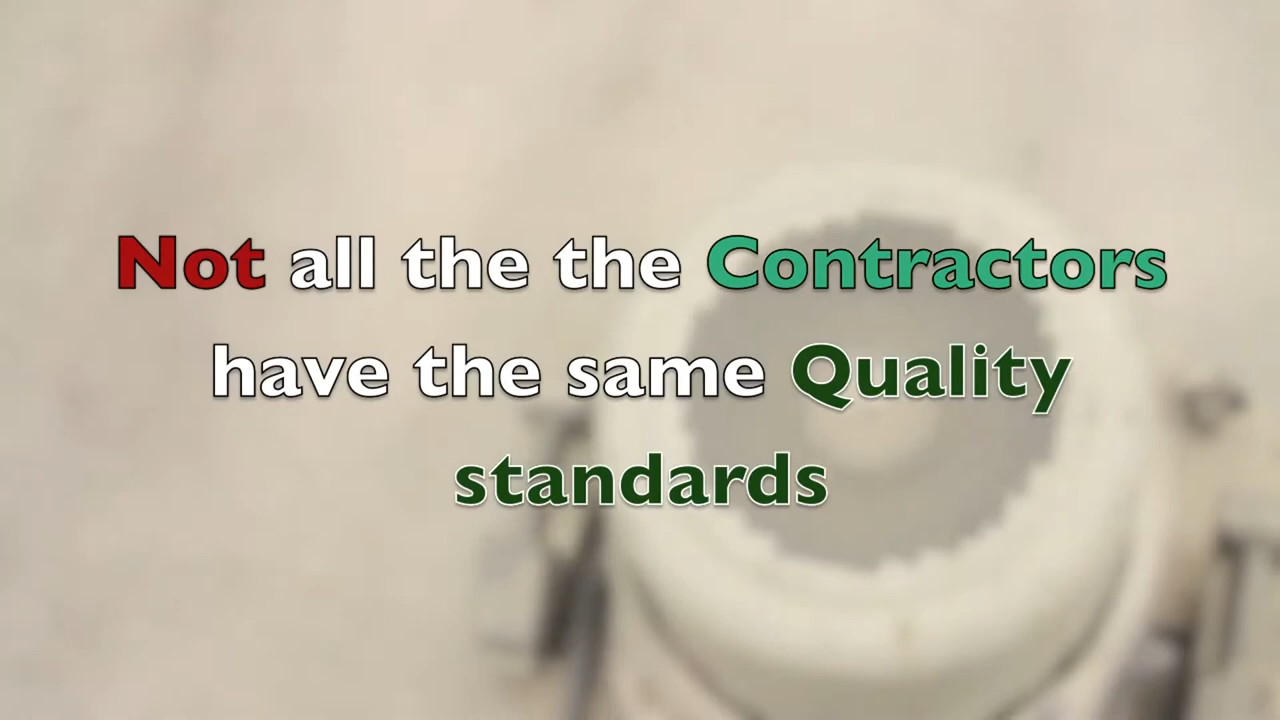 Not all the the Contractors
have the same Quality
standards